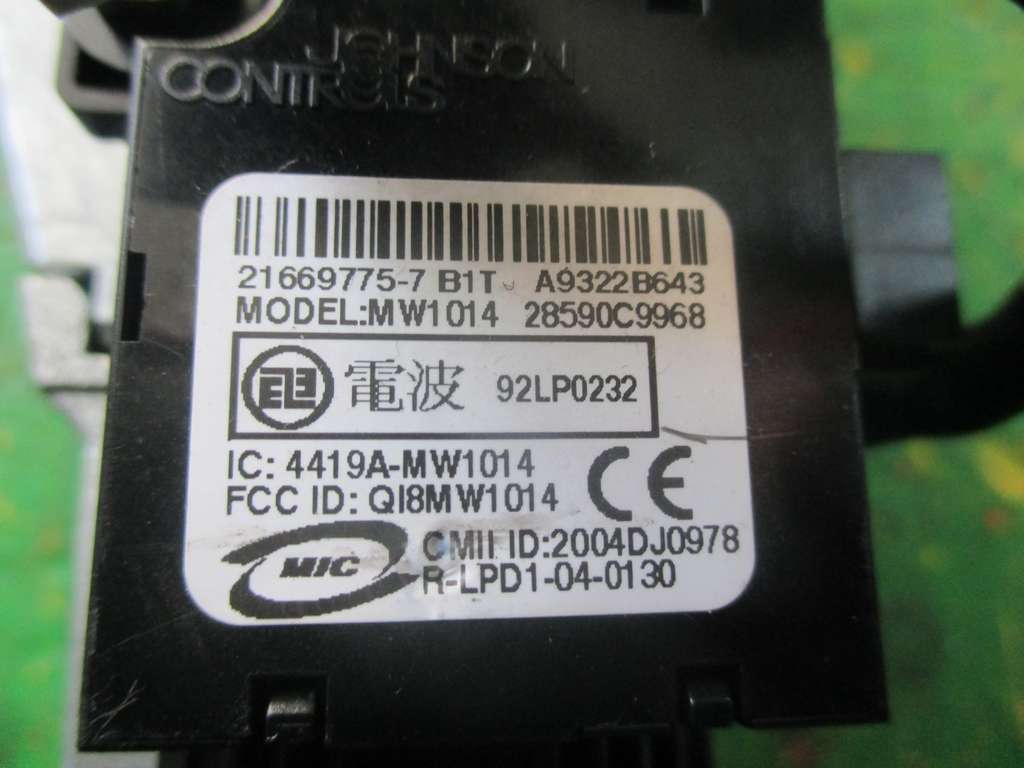 JOHNSON
CONTROLS
21669775-7 B1T A9322B643
MODEL:MW1014 28590C9968
電波 92LP0232
IC: 4419A-MW1014
FCC ID: QI8MW1014
CE
MIC
CMII ID:2004DJ0978
R-LPD1-04-0130